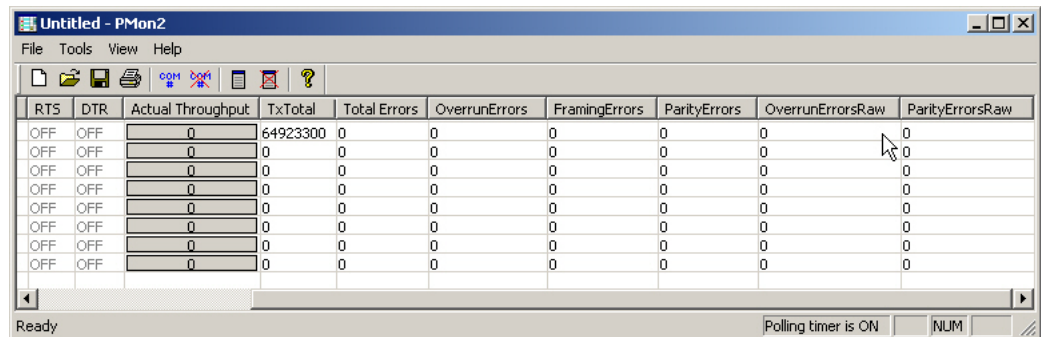 Untitled - PMon2
File Tools View Help
COM # COM # ?
RTS DTR Actual Throughput TxTotal Total Errors OverrunErrors FramingErrors ParityErrors OverrunErrorsRaw ParityErrorsRaw
OFF OFF 0 64923300 0 0 0 0 0 0
OFF OFF 0 0 0 0 0 0 0 0
OFF OFF 0 0 0 0 0 0 0 0
OFF OFF 0 0 0 0 0 0 0 0
OFF OFF 0 0 0 0 0 0 0 0
OFF OFF 0 0 0 0 0 0 0 0
OFF OFF 0 0 0 0 0 0 0 0
OFF OFF 0 0 0 0 0 0 0 0
Ready Polling timer is ON NUM